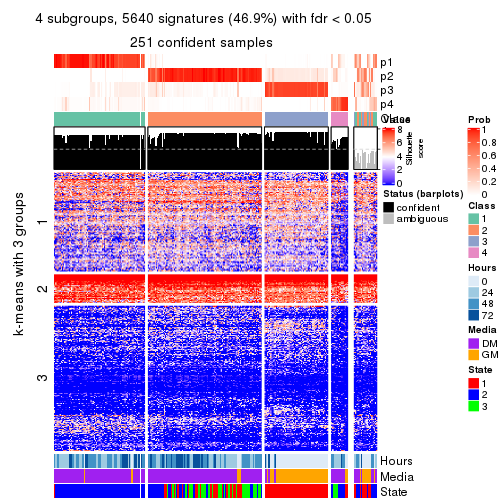 4 subgroups, 5640 signatures (46.9%) with fdr < 0.05
251 confident samples
p1
p2
p3
p4
Class
Value
8
6
4
2
0
Silhouette
score
Status (barplots)
confident
ambiguous
Prob
1
0.8
0.6
0.4
0.2
0
Class
1
2
3
4
Hours
0
24
48
72
Media
DM
GM
State
1
2
3
k-means with 3 groups
1
2
3
Hours
Media
State